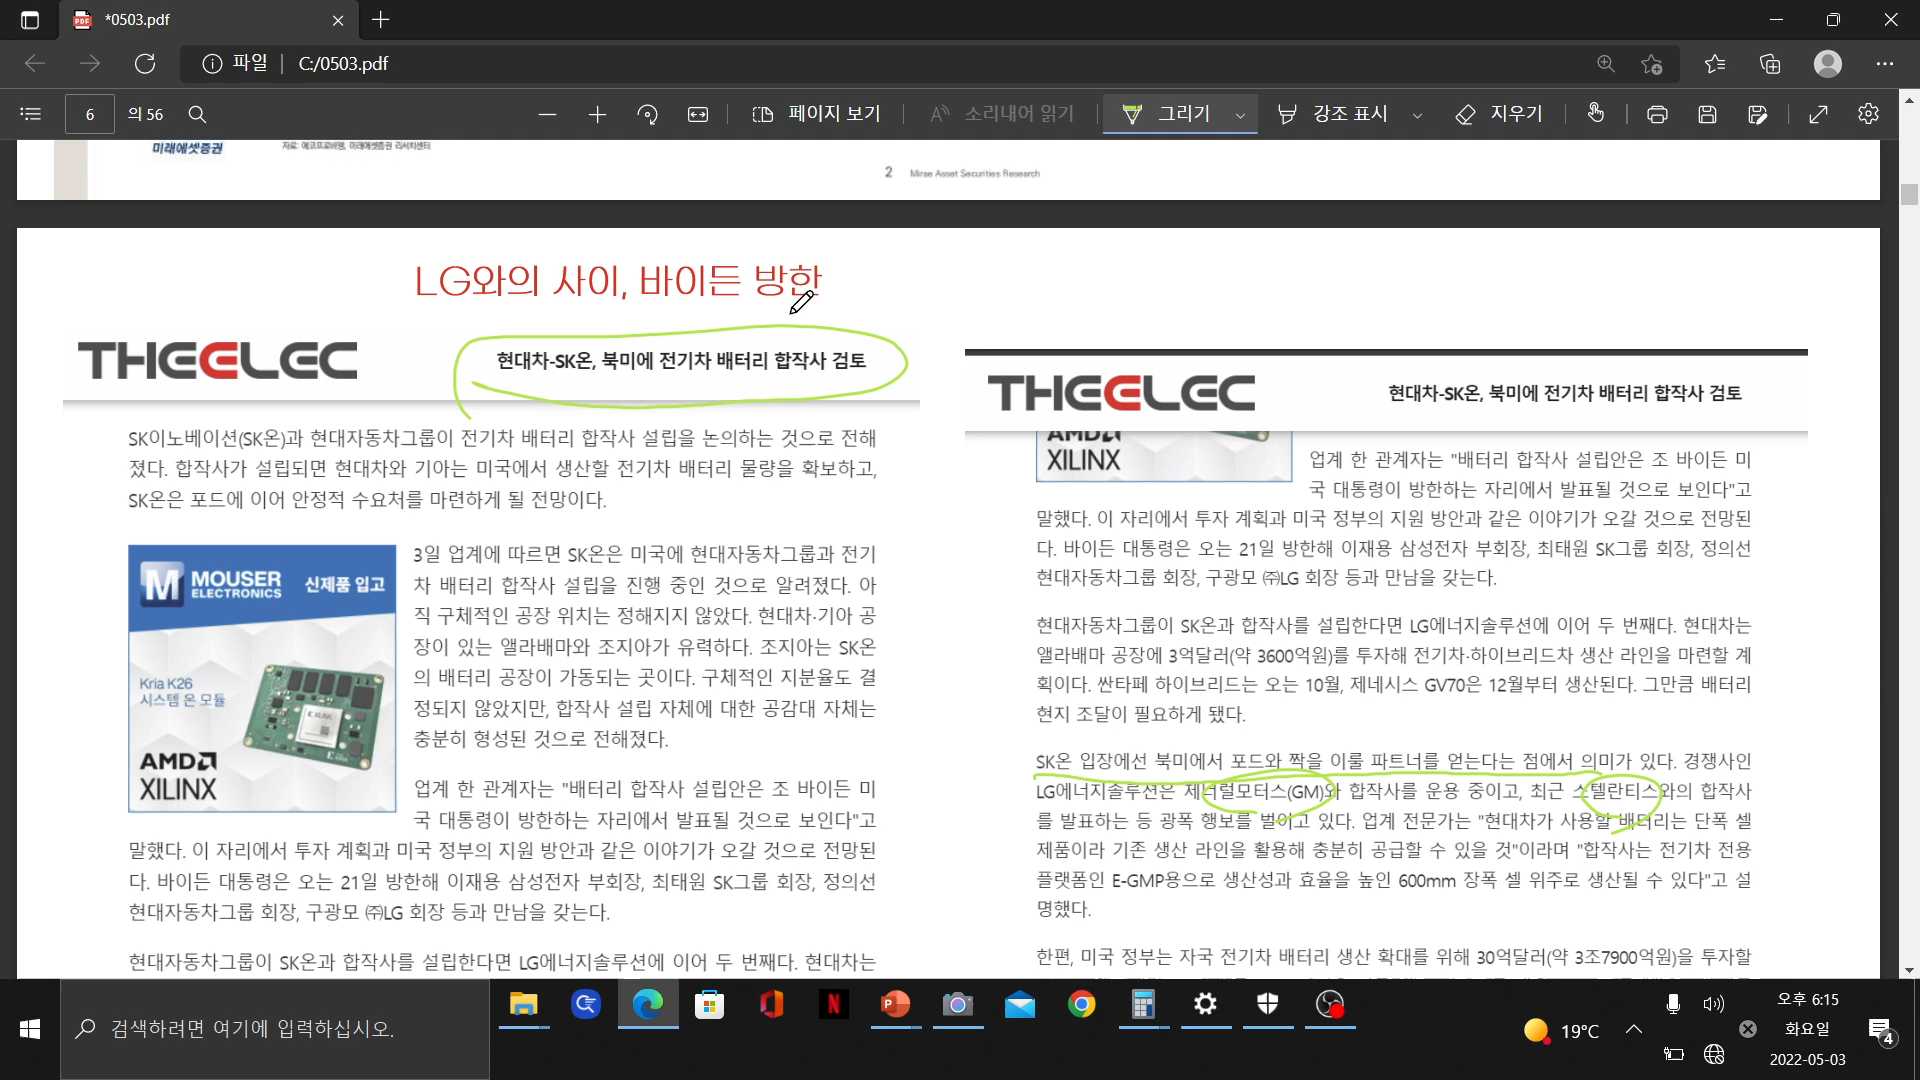 *0503.pdf
파일
C:/0503.pdf
6
의 56
페이지 보기
소리내어 읽기
그리기
강조 표시
지우기
미래에셋증권
자료: 에코프로비엠, 미래에셋증권 리서치센터
2 Mirae Asset Securities Research
LG와의 사이, 바이든 방한
THEELEC
현대차-SK온, 북미에 전기차 배터리 합작사 검토
SK이노베이션(SK온)과 현대자동차그룹이 전기차 배터리 합작사 설립을 논의하는 것으로 전해
졌다. 합작사가 설립되면 현대차와 기아는 미국에서 생산할 전기차 배터리 물량을 확보하고,
SK온은 포드에 이어 안정적 수요처를 마련하게 될 전망이다.
M MOUSER
ELECTRONICS
신제품 입고
Kria K26
시스템 온 모듈
XILINX
AMD
XILINX
3일 업계에 따르면 SK온은 미국에 현대자동차그룹과 전기
차 배터리 합작사 설립을 진행 중인 것으로 알려졌다. 아
직 구체적인 공장 위치는 정해지지 않았다. 현대차·기아 공
장이 있는 앨라배마와 조지아가 유력하다. 조지아는 SK온
의 배터리 공장이 가동되는 곳이다. 구체적인 지분율도 결
정되지 않았지만, 합작사 설립 자체에 대한 공감대 자체는
충분히 형성된 것으로 전해졌다.
업계 한 관계자는 "배터리 합작사 설립안은 조 바이든 미
국 대통령이 방한하는 자리에서 발표될 것으로 보인다"고
말했다. 이 자리에서 투자 계획과 미국 정부의 지원 방안과 같은 이야기가 오갈 것으로 전망된
다. 바이든 대통령은 오는 21일 방한해 이재용 삼성전자 부회장, 최태원 SK그룹 회장, 정의선
현대자동차그룹 회장, 구광모 ㈜LG 회장 등과 만남을 갖는다.
현대자동차그룹이 SK온과 합작사를 설립한다면 LG에너지솔루션에 이어 두 번째다. 현대차는
THEELEC
현대차-SK온, 북미에 전기차 배터리 합작사 검토
AMD
XILINX
업계 한 관계자는 "배터리 합작사 설립안은 조 바이든 미
국 대통령이 방한하는 자리에서 발표될 것으로 보인다"고
말했다. 이 자리에서 투자 계획과 미국 정부의 지원 방안과 같은 이야기가 오갈 것으로 전망된
다. 바이든 대통령은 오는 21일 방한해 이재용 삼성전자 부회장, 최태원 SK그룹 회장, 정의선
현대자동차그룹 회장, 구광모 ㈜LG 회장 등과 만남을 갖는다.
현대자동차그룹이 SK온과 합작사를 설립한다면 LG에너지솔루션에 이어 두 번째다. 현대차는
앨라배마 공장에 3억달러(약 3600억원)를 투자해 전기차·하이브리드차 생산 라인을 마련할 계
획이다. 싼타페 하이브리드는 오는 10월, 제네시스 GV70은 12월부터 생산된다. 그만큼 배터리
현지 조달이 필요하게 됐다.
SK온 입장에선 북미에서 포드와 짝을 이룰 파트너를 얻는다는 점에서 의미가 있다. 경쟁사인
LG에너지솔루션은 제너럴모터스(GM)와 합작사를 운용 중이고, 최근 스텔란티스와의 합작사
를 발표하는 등 광폭 행보를 벌이고 있다. 업계 전문가는 "현대차가 사용할 배터리는 단폭 셀
제품이라 기존 생산 라인을 활용해 충분히 공급할 수 있을 것"이라며 "합작사는 전기차 전용
플랫폼인 E-GMP용으로 생산성과 효율을 높인 600mm 장폭 셀 위주로 생산될 수 있다"고 설
명했다.
한편, 미국 정부는 자국 전기차 배터리 생산 확대를 위해 30억달러(약 3조7900억원)을 투자할
검색하려면 여기에 입력하십시오.
19°C
오후 6:15
화요일
2022-05-03
4